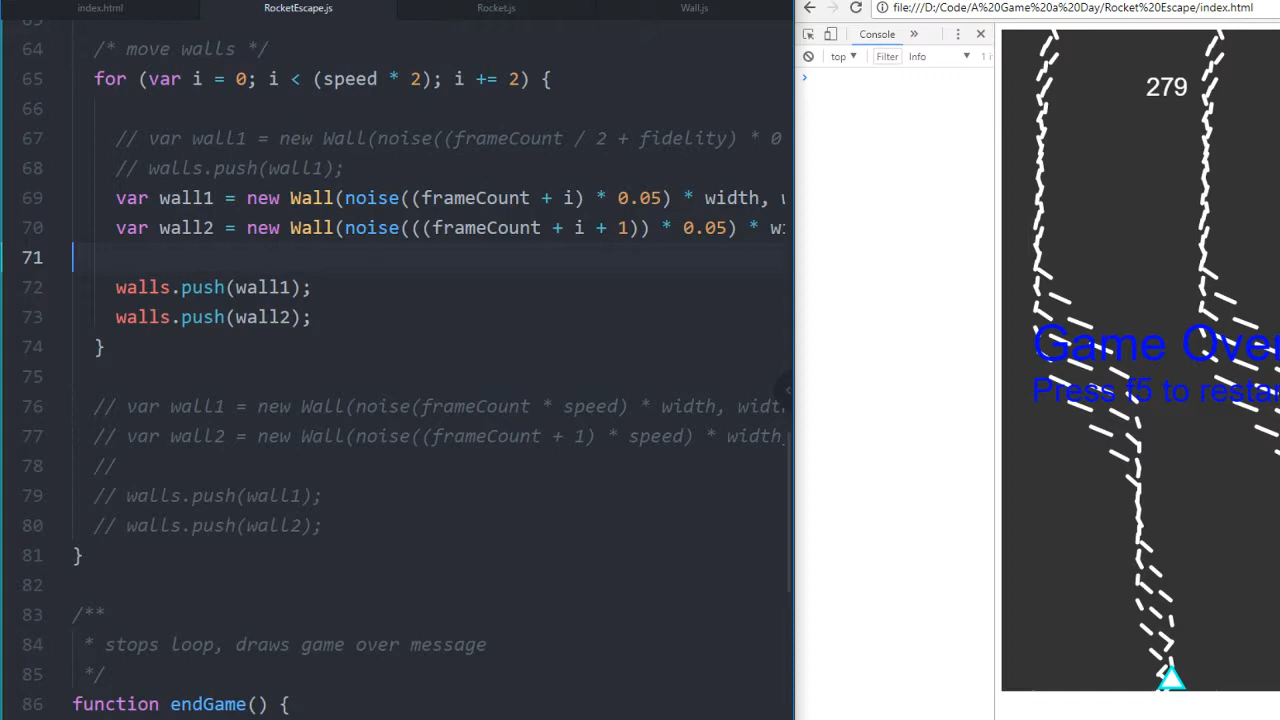 index.html
RocketEscape.js
Rocket.js
Wall.js
file:///D:/Code/A%20Game%20a%20Day/Rocket%20Escape/index.html
Console »
top Filter Info 1
279
Game Over
Press f5 to restar
64 /* move walls */
65 for (var i = 0; i < (speed * 2); i += 2) {
66
67 // var wall1 = new Wall(noise((frameCount / 2 + fidelity) * 0
68 // walls.push(wall1);
69 var wall1 = new Wall(noise((frameCount + i) * 0.05) * width, w
70 var wall2 = new Wall(noise(((frameCount + i + 1)) * 0.05) * wi
71
72 walls.push(wall1);
73 walls.push(wall2);
74 }
75
76 // var wall1 = new Wall(noise(frameCount * speed) * width, widt
77 // var wall2 = new Wall(noise((frameCount + 1) * speed) * width,
78 //
79 // walls.push(wall1);
80 // walls.push(wall2);
81 }
82
83 /**
84 * stops loop, draws game over message
85 */
86 function endGame() {